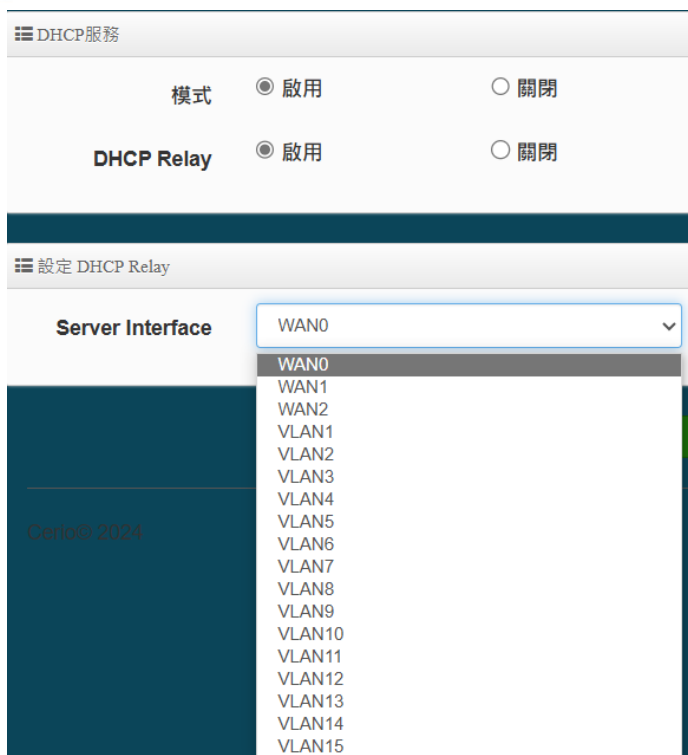 DHCP服務
模式 啟用 關閉
DHCP Relay 啟用 關閉
設定 DHCP Relay
Server Interface WAN0
WAN0
WAN1
WAN2
VLAN1
VLAN2
VLAN3
VLAN4
VLAN5
VLAN6
VLAN7
VLAN8
VLAN9
VLAN10
VLAN11
VLAN12
VLAN13
VLAN14
VLAN15
Cerio© 2024